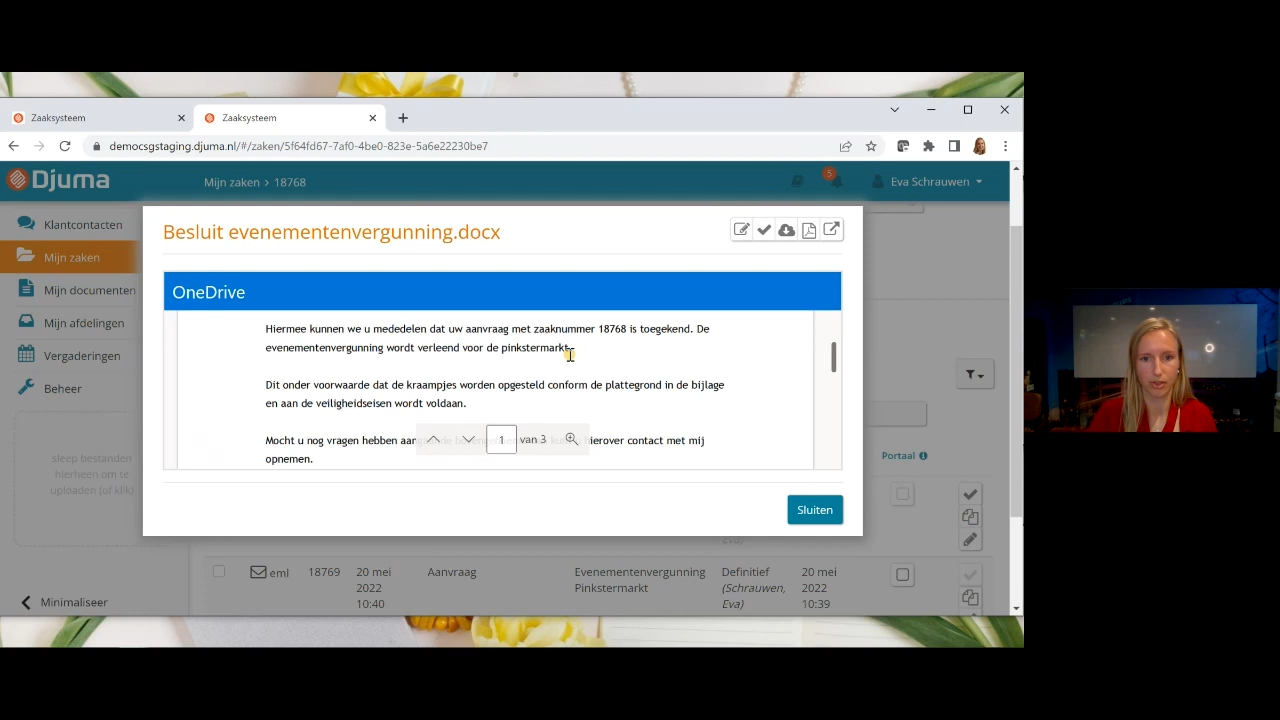 Zaaksysteem
Zaaksysteem
democsgstaging.djuma.nl/#/zaken/5f64fd67-7af0-4be0-823e-5a6e22230be7
Djuma
Mijn zaken > 18768
5
Eva Schrauwen
Klantcontacten
Mijn zaken
Mijn documenten
Mijn afdelingen
Vergaderingen
Beheer
sleep bestanden
hierheen om te
uploaden (of klik)
Minimaliseer
Besluit evenementenvergunning.docx
OneDrive
Hiermee kunnen we u mededelen dat uw aanvraag met zaaknummer 18768 is toegekend. De
evenementenvergunning wordt verleend voor de pinkstermarkt.
Dit onder voorwaarde dat de kraampjes worden opgesteld conform de plattegrond in de bijlage
en aan de veiligheidseisen wordt voldaan.
Mocht u nog vragen hebben hierover contact met mij
opnemen.
1 van 3
Sluiten
Portaal
Eva)
eml 18769 20 mei 2022 10:40 Aanvraag Evenementenvergunning Pinkstermarkt Definitief (Schrauwen, Eva) 20 mei 2022 10:39